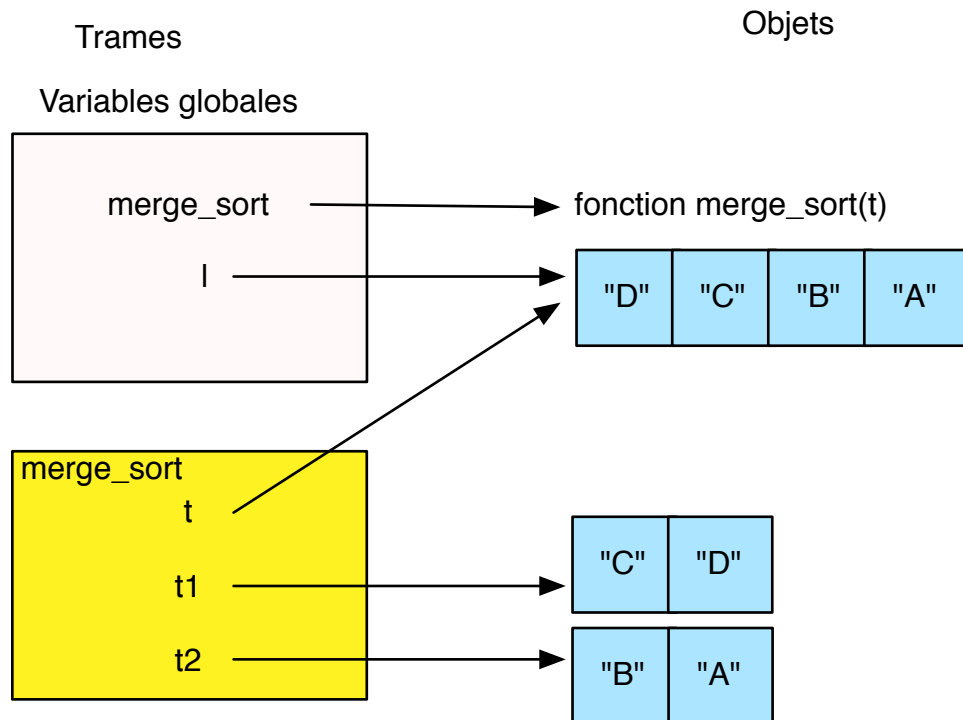 Trames
Objets
Variables globales
merge_sort
fonction merge_sort(t)
l
"D" "C" "B" "A"
merge_sort
t
t1
"C" "D"
t2
"B" "A"